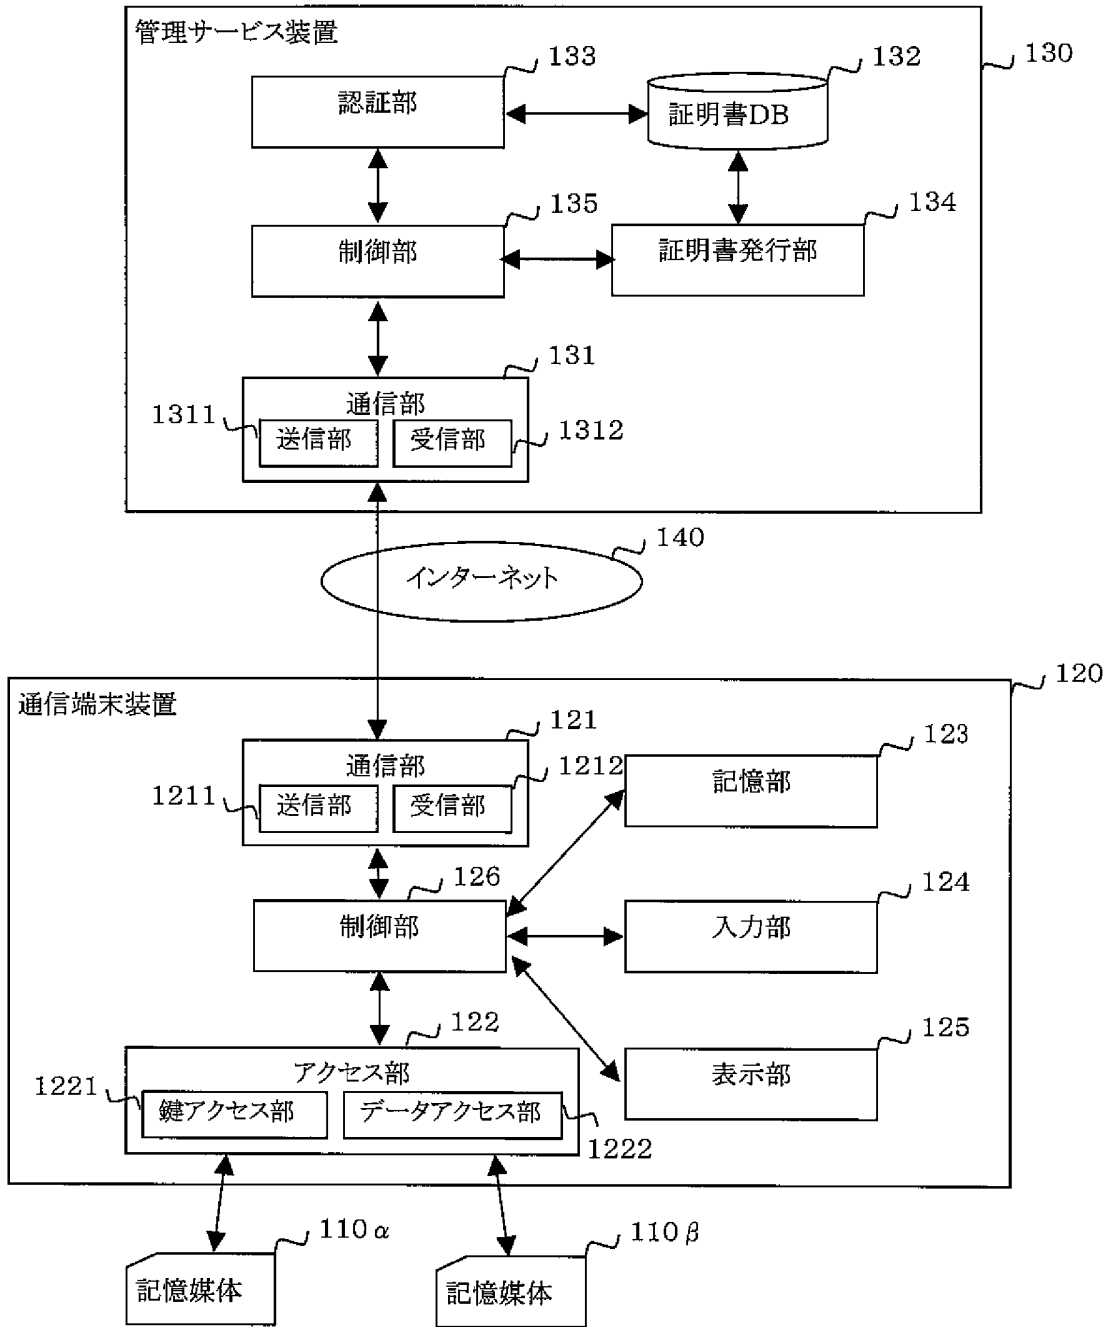 管理サービス装置
130
133
認証部
132
証明書DB
135
制御部
134
証明書発行部
131
通信部
1311
送信部
受信部
1312
140
インターネット
120
通信端末装置
121
通信部
1211
送信部
受信部
1212
123
記憶部
126
制御部
124
入力部
122
アクセス部
1221
鍵アクセス部
データアクセス部
1222
125
表示部
110α
記憶媒体
110β
記憶媒体